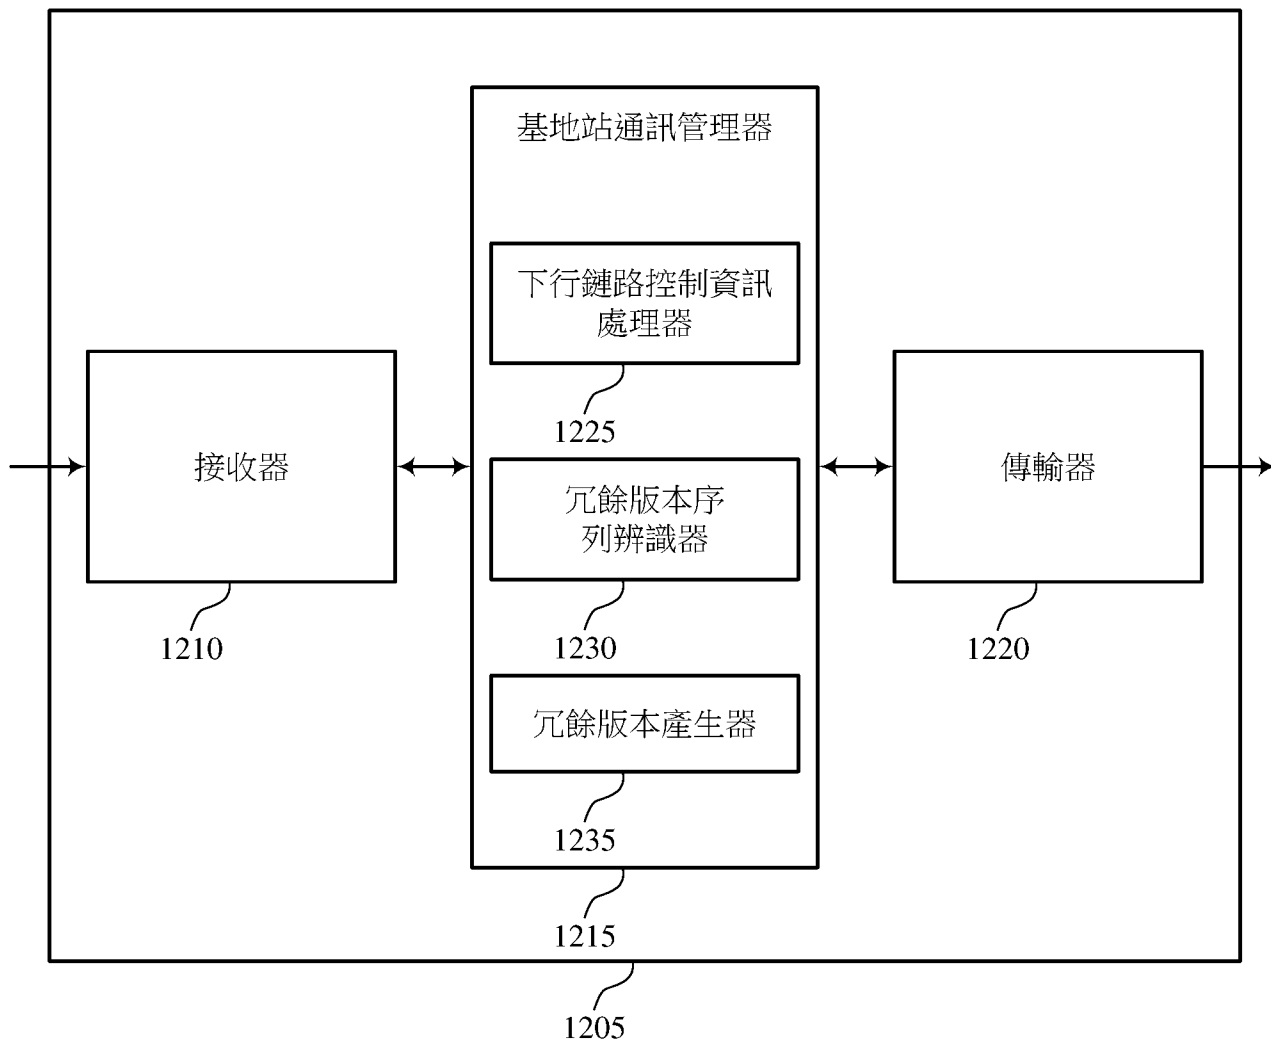 基地站通訊管理器
下行鏈路控制資訊
處理器
1225
接收器
1210
冗餘版本序
列辨識器
1230
傳輸器
1220
冗餘版本產生器
1235
1215
1205